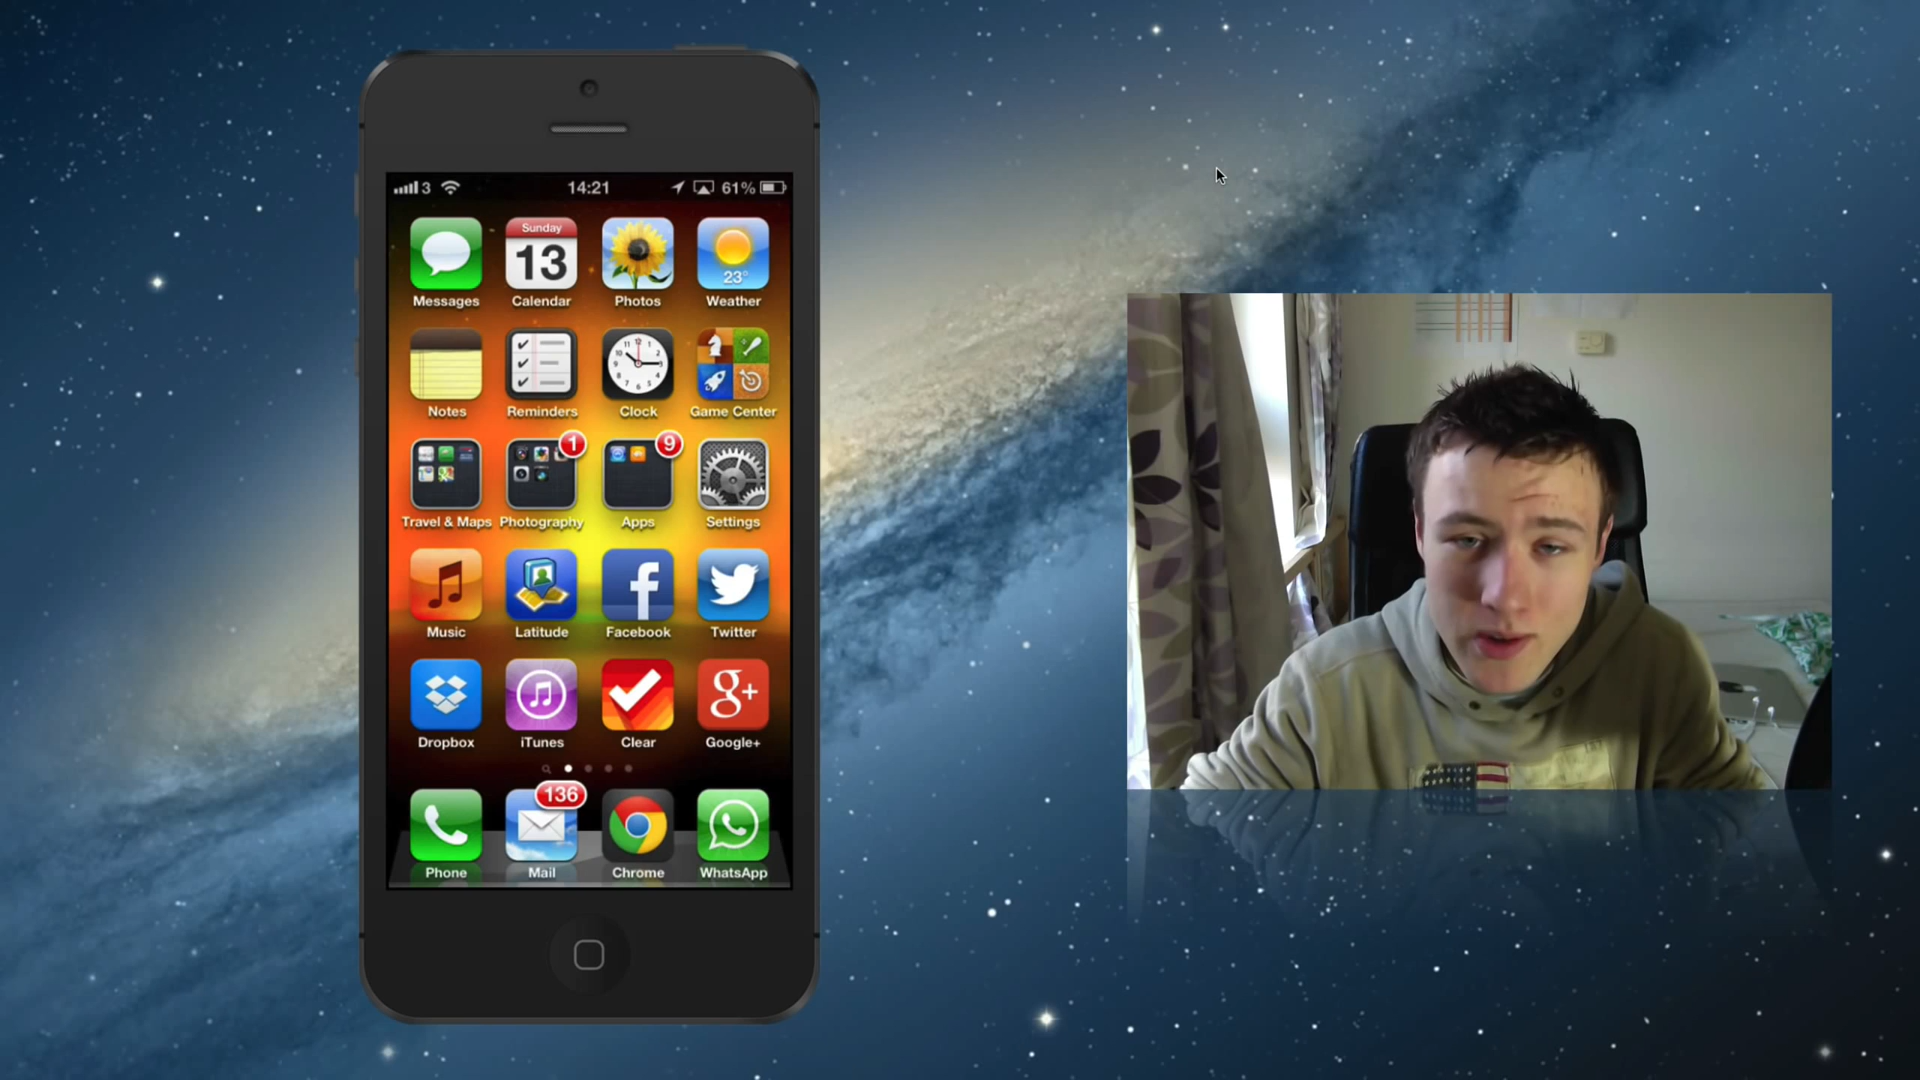 3 14:21 61%
Sunday
13 23°
Messages Calendar Photos Weather
Notes Reminders Clock Game Center
1 9
Travel & Maps Photography Apps Settings
f
Music Latitude Facebook Twitter
g+
Dropbox iTunes Clear Google+
136
Phone Mail Chrome WhatsApp